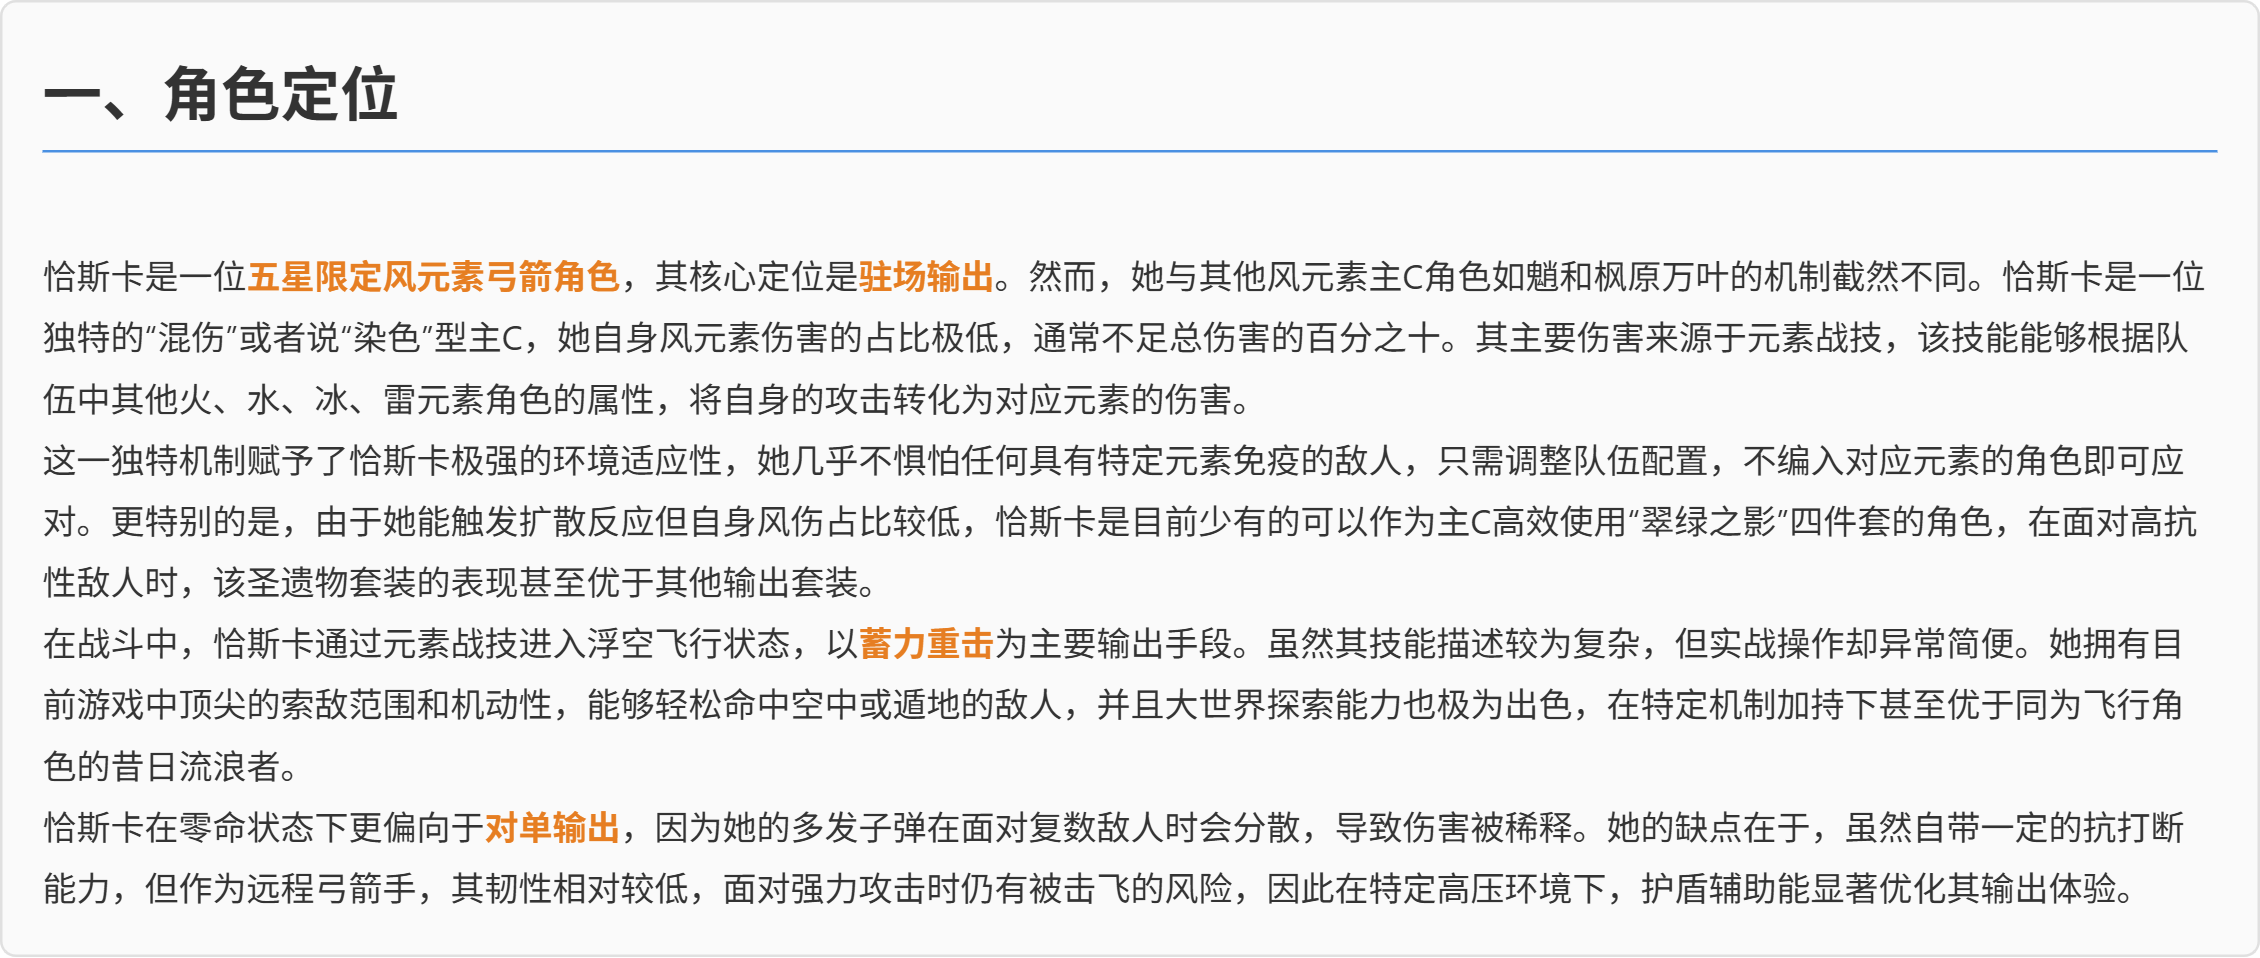 一、角色定位
恰斯卡是一位五星限定风元素弓箭角色，其核心定位是驻场输出。然而，她与其他风元素主C角色如魈和枫原万叶的机制截然不同。恰斯卡是一位
独特的“混伤”或者说“染色”型主C，她自身风元素伤害的占比极低，通常不足总伤害的百分之十。其主要伤害来源于元素战技，该技能能够根据队
伍中其他火、水、冰、雷元素角色的属性，将自身的攻击转化为对应元素的伤害。
这一独特机制赋予了恰斯卡极强的环境适应性，她几乎不惧怕任何具有特定元素免疫的敌人，只需调整队伍配置，不编入对应元素的角色即可应
对。更特别的是，由于她能触发扩散反应但自身风伤占比较低，恰斯卡是目前少有的可以作为主C高效使用“翠绿之影”四件套的角色，在面对高抗
性敌人时，该圣遗物套装的表现甚至优于其他输出套装。
在战斗中，恰斯卡通过元素战技进入浮空飞行状态，以蓄力重击为主要输出手段。虽然其技能描述较为复杂，但实战操作却异常简便。她拥有目
前游戏中顶尖的索敌范围和机动性，能够轻松命中空中或遁地的敌人，并且大世界探索能力也极为出色，在特定机制加持下甚至优于同为飞行角
色的昔日流浪者。
恰斯卡在零命状态下更偏向于对单输出，因为她的多发子弹在面对复数敌人时会分散，导致伤害被稀释。她的缺点在于，虽然自带一定的抗打断
能力，但作为远程弓箭手，其韧性相对较低，面对强力攻击时仍有被击飞的风险，因此在特定高压环境下，护盾辅助能显著优化其输出体验。